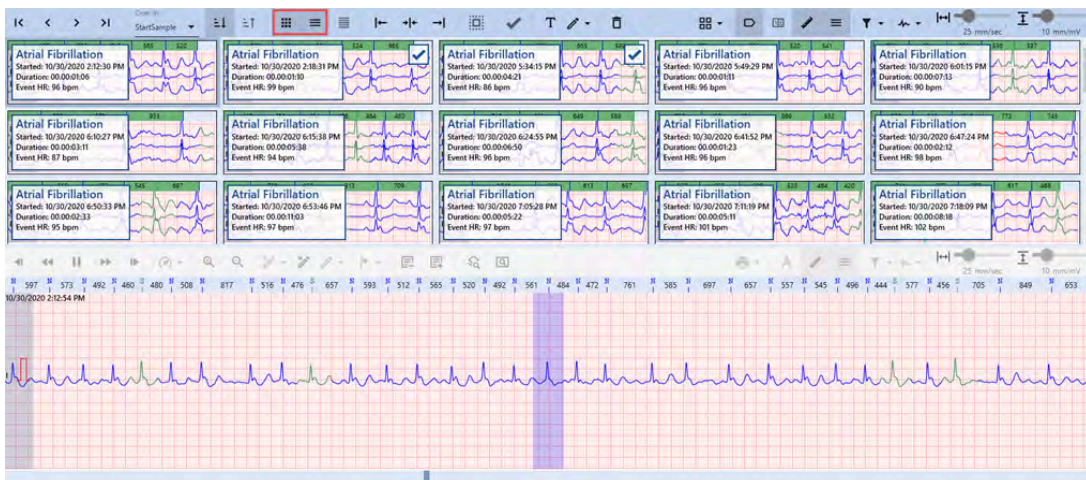 StartSample
T
25 mm/sec
10 mm/mV
Atrial Fibrillation
Started: 10/30/2020 2:12:30 PM
Duration: 00.00:01:06
Event HR: 96 bpm
Atrial Fibrillation
Started: 10/30/2020 2:18:31 PM
Duration: 00.00:01:10
Event HR: 99 bpm
Atrial Fibrillation
Started: 10/30/2020 5:34:15 PM
Duration: 00.00:04:21
Event HR: 86 bpm
Atrial Fibrillation
Started: 10/30/2020 5:49:29 PM
Duration: 00.00:01:11
Event HR: 96 bpm
Atrial Fibrillation
Started: 10/30/2020 6:01:15 PM
Duration: 00.00:07:13
Event HR: 90 bpm
Atrial Fibrillation
Started: 10/30/2020 6:10:27 PM
Duration: 00.00:03:11
Event HR: 87 bpm
Atrial Fibrillation
Started: 10/30/2020 6:15:38 PM
Duration: 00.00:05:38
Event HR: 94 bpm
Atrial Fibrillation
Started: 10/30/2020 6:24:55 PM
Duration: 00.00:06:50
Event HR: 96 bpm
Atrial Fibrillation
Started: 10/30/2020 6:41:52 PM
Duration: 00.00:01:23
Event HR: 96 bpm
Atrial Fibrillation
Started: 10/30/2020 6:47:24 PM
Duration: 00.00:02:12
Event HR: 98 bpm
Atrial Fibrillation
Started: 10/30/2020 6:50:33 PM
Duration: 00.00:02:33
Event HR: 95 bpm
Atrial Fibrillation
Started: 10/30/2020 6:53:46 PM
Duration: 00.00:11:03
Event HR: 97 bpm
Atrial Fibrillation
Started: 10/30/2020 7:05:28 PM
Duration: 00.00:05:22
Event HR: 97 bpm
Atrial Fibrillation
Started: 10/30/2020 7:11:19 PM
Duration: 00.00:05:11
Event HR: 101 bpm
Atrial Fibrillation
Started: 10/30/2020 7:18:09 PM
Duration: 00.00:08:18
Event HR: 102 bpm
25 mm/sec
10 mm/mV
597 573 492 460 480 508 817 516 476 657 593 512 565 520 492 561 484 472 761 585 697 657 557 545 496 444 577 456 705 849 653
10/30/2020 2:12:54 PM